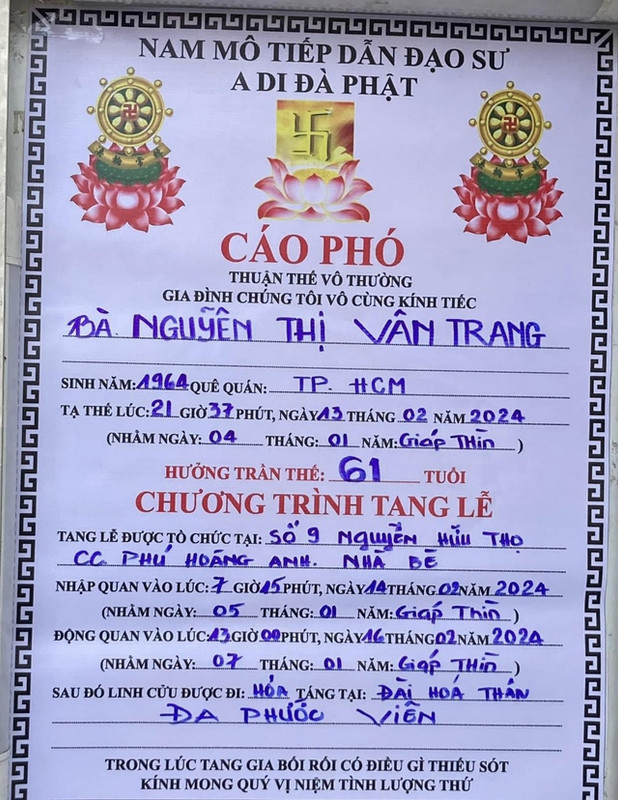 NAM MÔ TIẾP DẪN ĐẠO SƯ
A DI ĐÀ PHẬT
CÁO PHÓ
THUẬN THẾ VÔ THƯỜNG
GIA ĐÌNH CHÚNG TÔI VÔ CÙNG KÍNH TIẾC
BÀ. NGUYỄN THỊ VÂN TRANG
SINH NĂM: 1964 QUÊ QUÁN: TP. HCM
TẠ THẾ LÚC: 21 GIỜ 37 PHÚT, NGÀY 13 THÁNG 02 NĂM 2024
(NHẰM NGÀY: 04 THÁNG: 01 NĂM: Giáp THÌN )
HƯỞNG TRẦN THẾ: 61 TUỔI
CHƯƠNG TRÌNH TANG LỄ
TANG LỄ ĐƯỢC TỔ CHỨC TẠI: SỐ 9 NGUYỄN HỮU THỌ
CC. PHÚ HOÀNG ANH. NHÀ BÈ
NHẬP QUAN VÀO LÚC: 7 GIỜ 15 PHÚT, NGÀY 14 THÁNG 02 NĂM 2024
(NHẰM NGÀY: 05 THÁNG: 01 NĂM: Giáp Thìn )
ĐỘNG QUAN VÀO LÚC: 13 GIỜ 00 PHÚT, NGÀY 16 THÁNG 02 NĂM 2024
(NHẰM NGÀY: 07 THÁNG: 01 NĂM: Giáp THÌN )
SAU ĐÓ LINH CỬU ĐƯỢC ĐI: HỎA TÁNG TẠI: ĐÀI HOÁ THÂN
ĐA PHƯỚC VIÊN
TRONG LÚC TANG GIA BỐI RỐI CÓ ĐIỀU GÌ THIẾU SÓT
KÍNH MONG QUÝ VỊ NIỆM TÌNH LƯỢNG THỨ